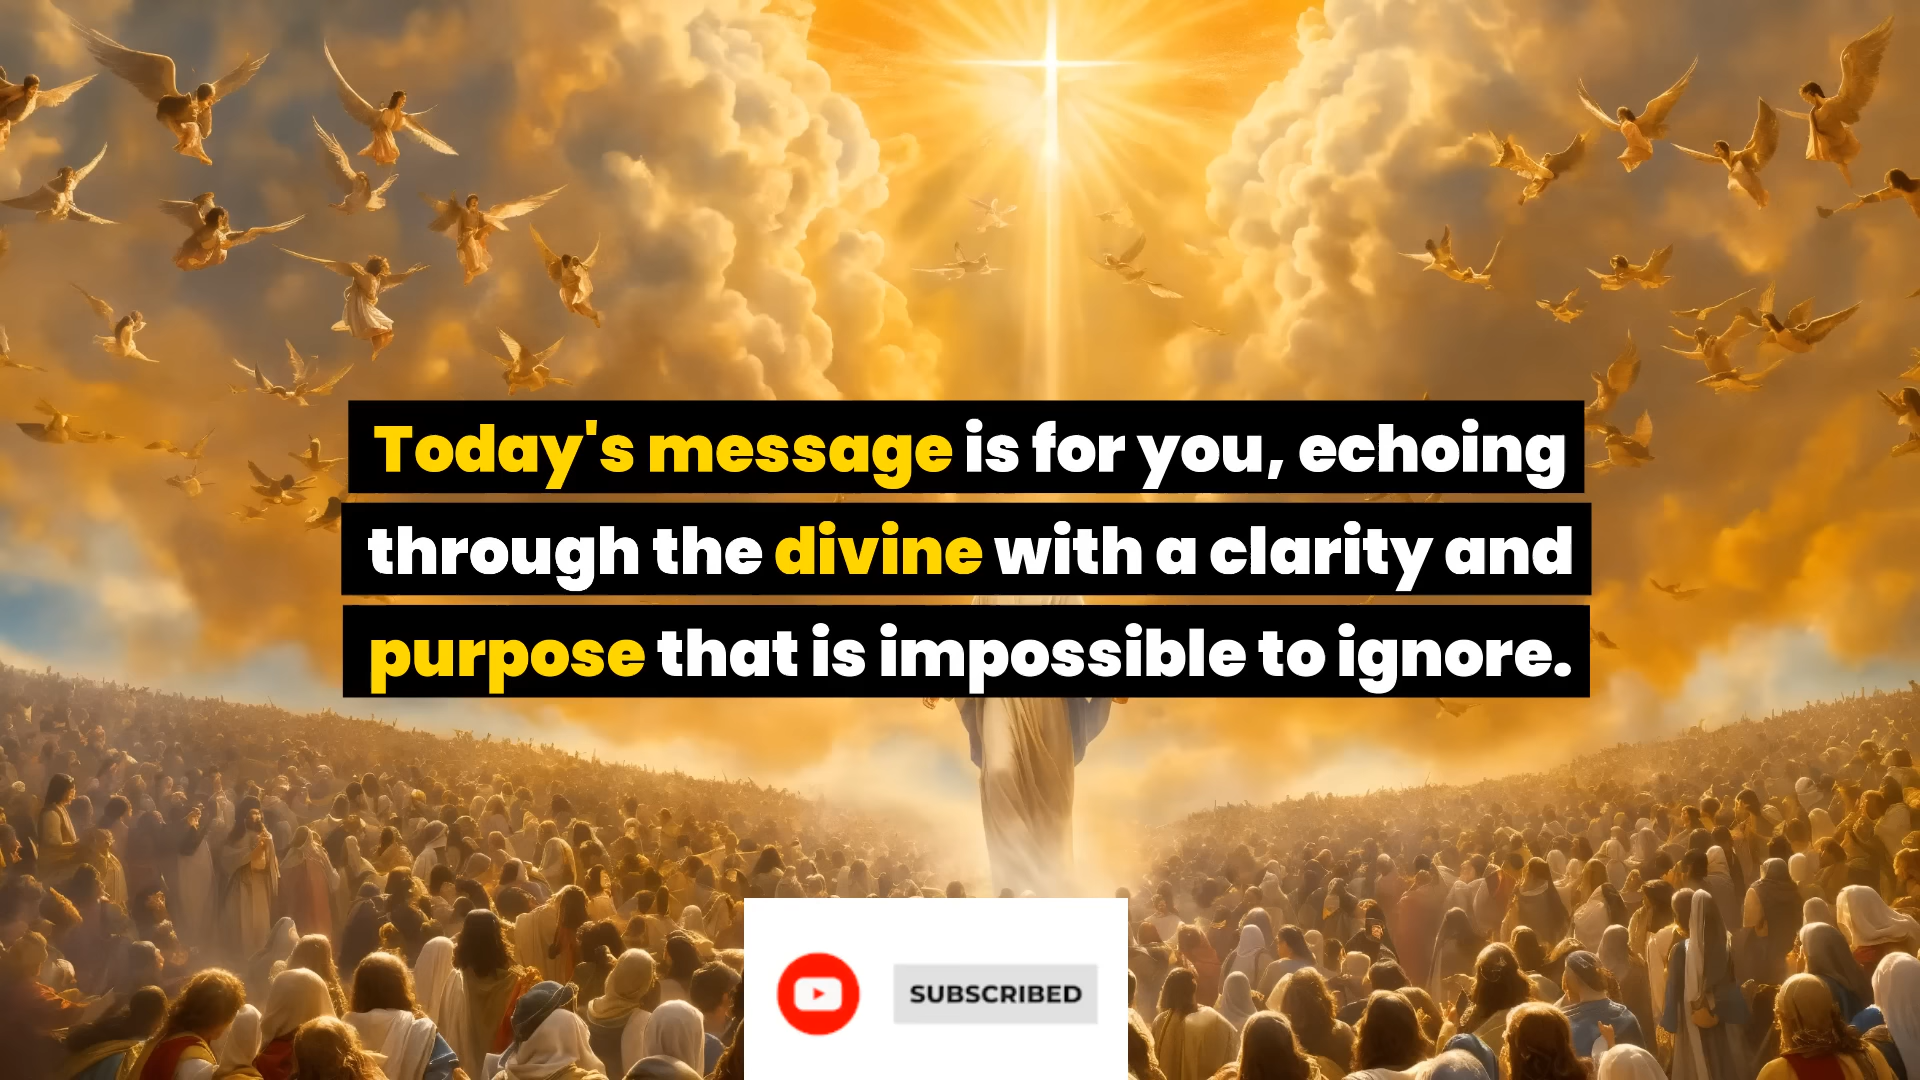 Today's message is for you, echoing
through the divine with a clarity and
purpose that is impossible to ignore.
SUBSCRIBED